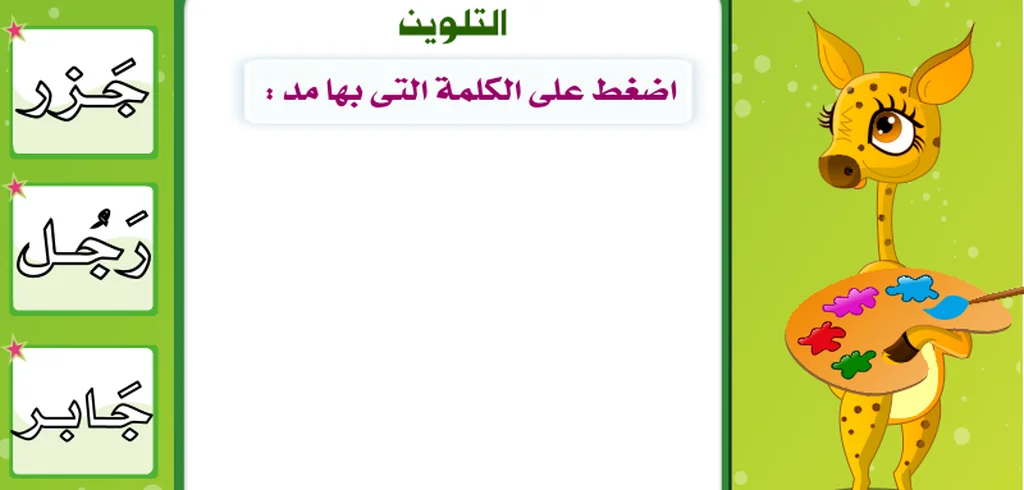 التلوين
اضغط على الكلمة التى بها مد :
جَزر
رَجُل
جَابر